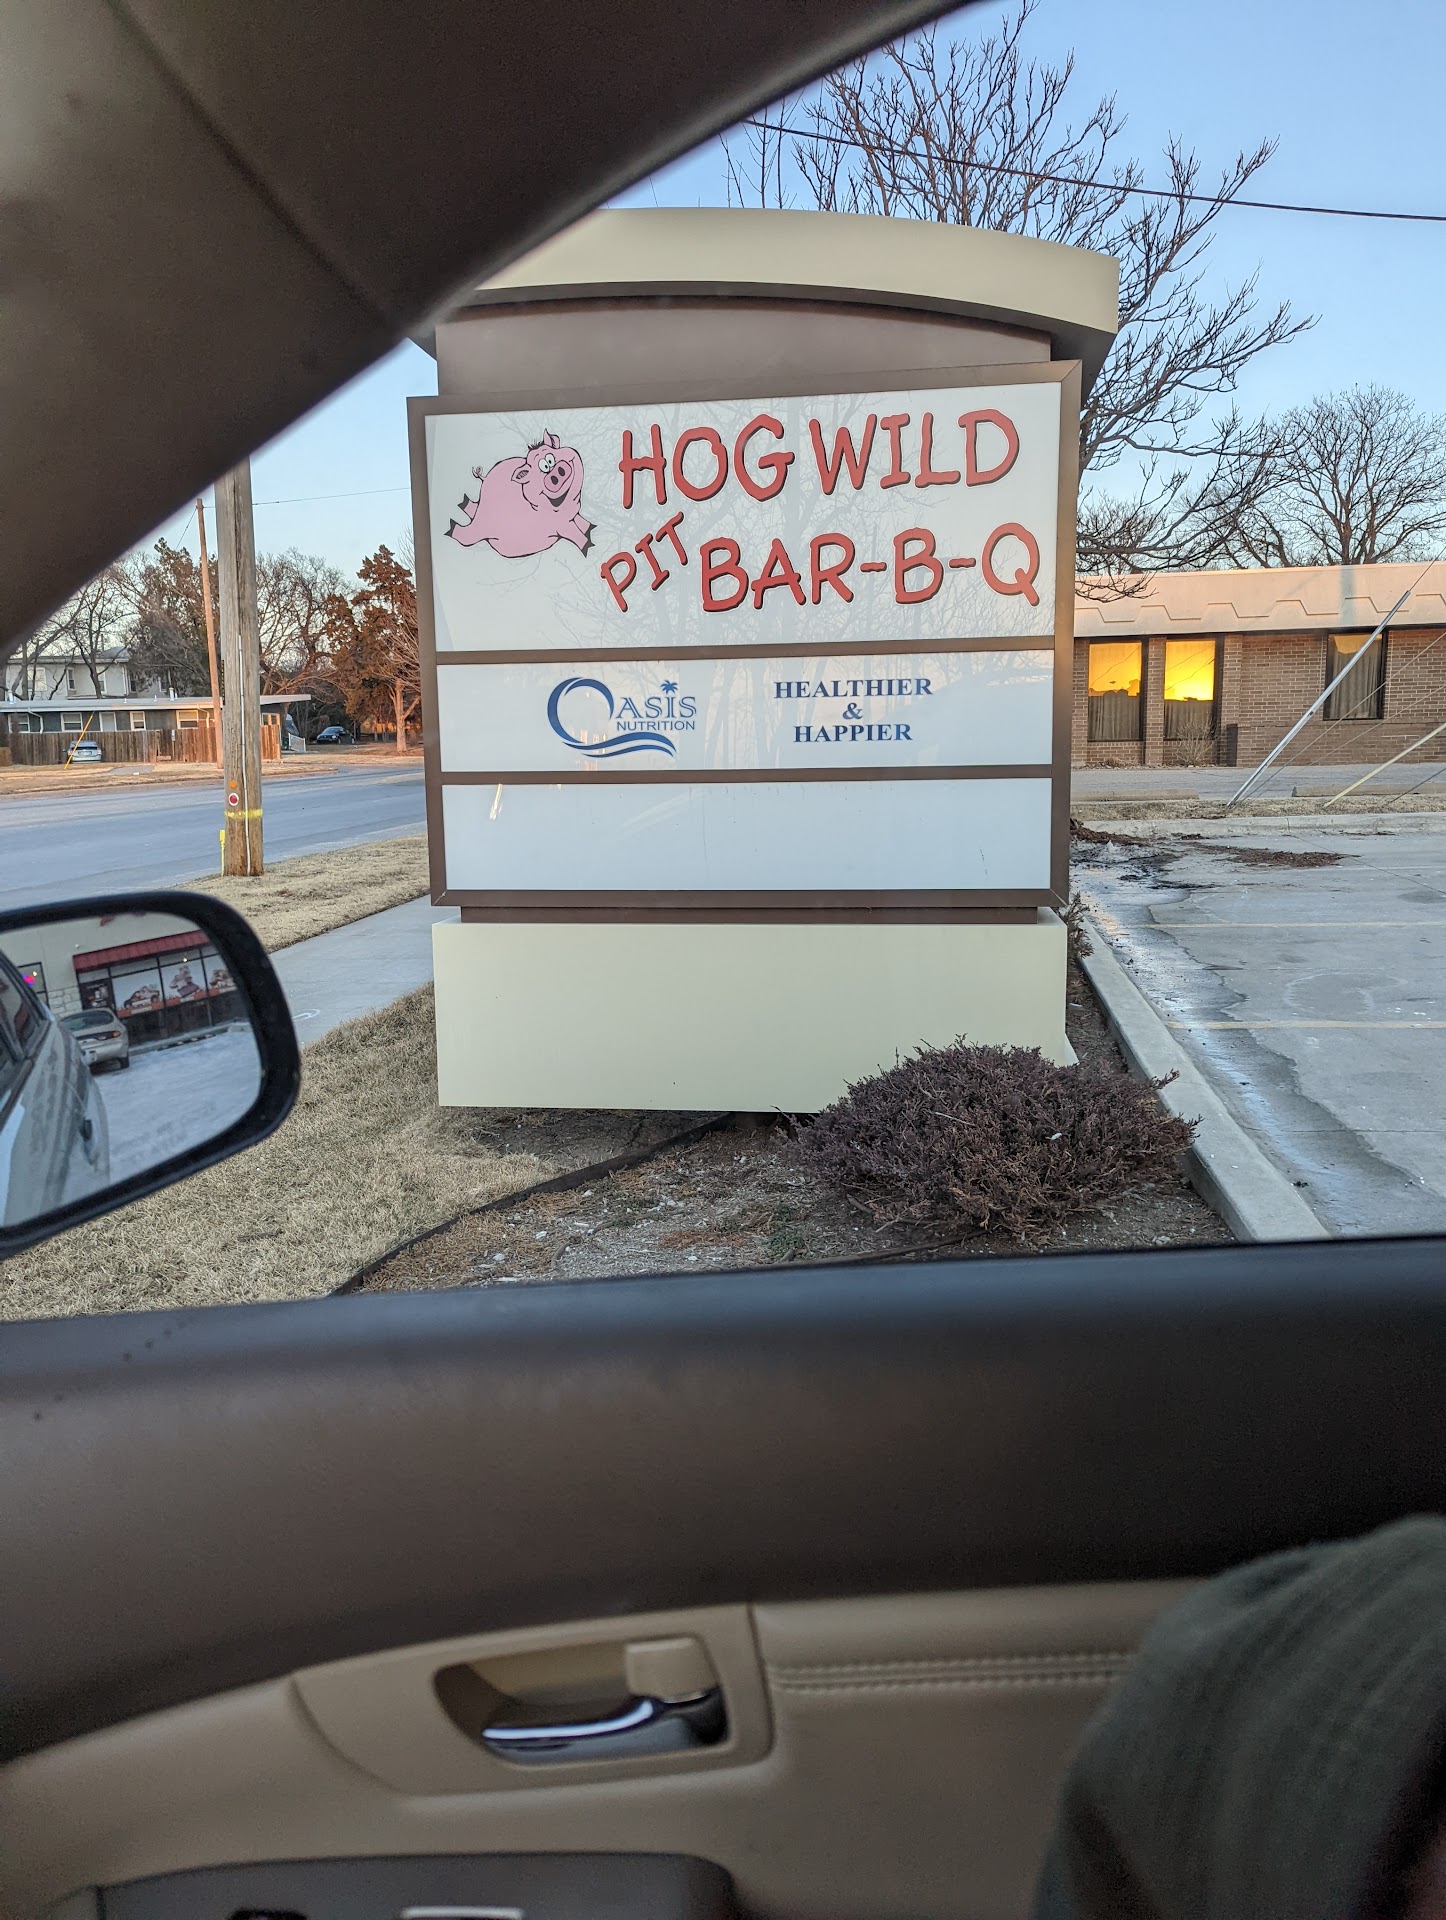 HOG WILD
PIT BAR-B-Q
OASIS
NUTRITION
HEALTHIER
&
HAPPIER